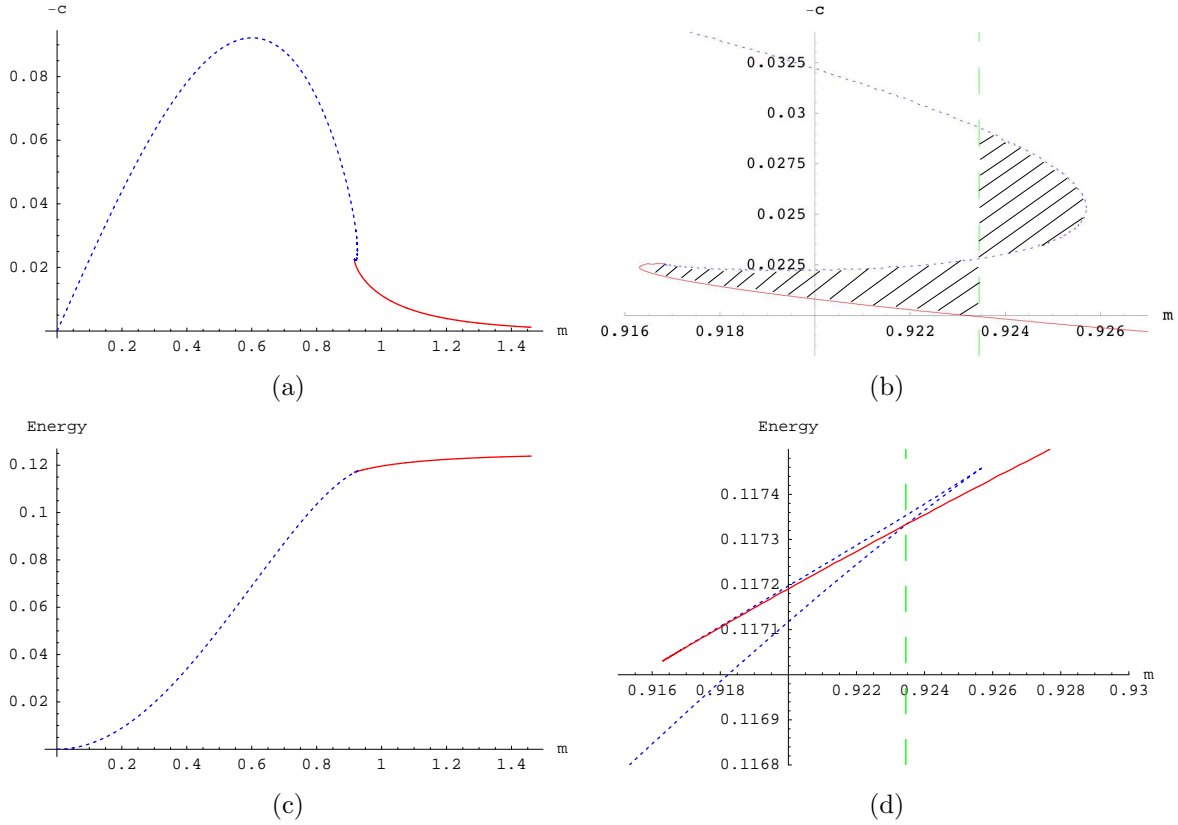 -c
0.08
0.06
0.04
0.02
0.2 0.4 0.6 0.8 1 1.2 1.4 m
(a)
-c
0.0325
0.03
0.0275
0.025
0.0225
0.916 0.918 0.922 0.924 0.926 m
(b)
Energy
0.12
0.1
0.08
0.06
0.04
0.02
0.2 0.4 0.6 0.8 1 1.2 1.4 m
(c)
Energy
0.1174
0.1173
0.1172
0.1171
0.916 0.918 0.922 0.924 0.926 0.928 0.93 m
0.1169
0.1168
(d)